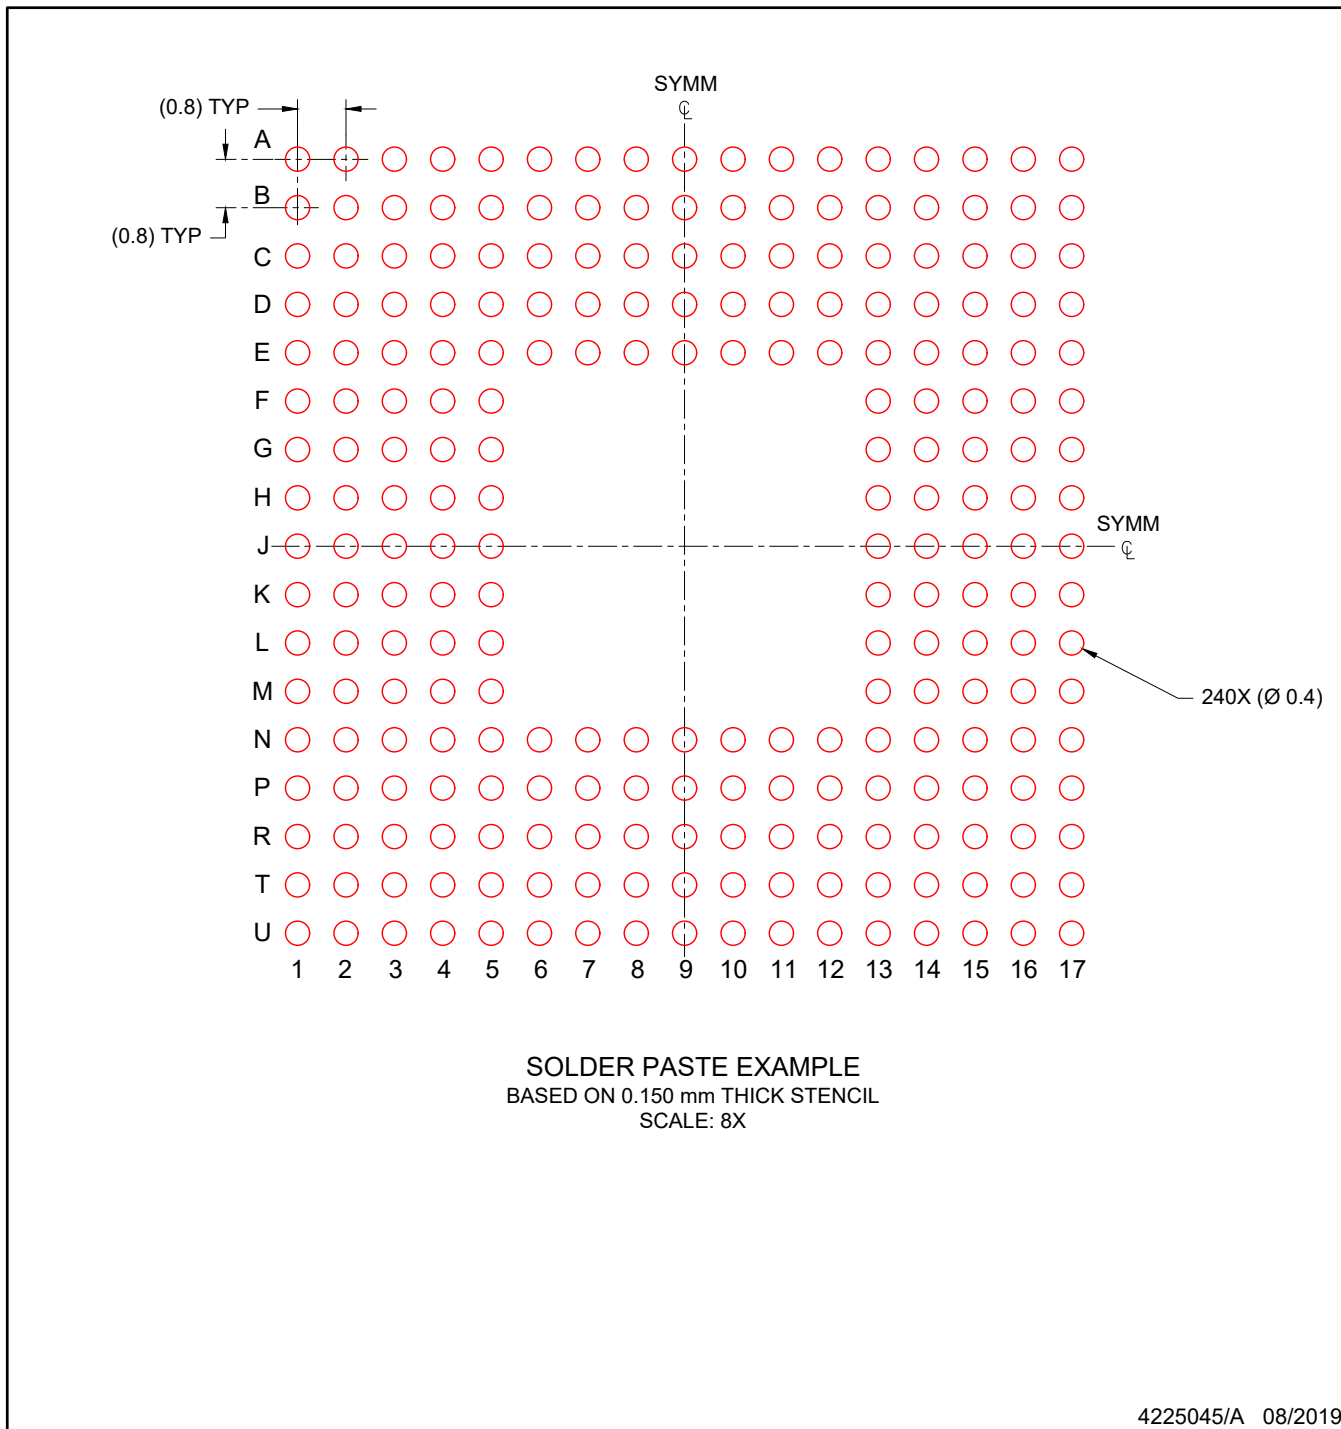 SYMM
℄
(0.8) TYP
A
B
(0.8) TYP
C
D
E
F
G
H
SYMM
J
℄
K
L
M
240X (Ø 0.4)
N
P
R
T
U
1 2 3 4 5 6 7 8 9 10 11 12 13 14 15 16 17
SOLDER PASTE EXAMPLE
BASED ON 0.150 mm THICK STENCIL
SCALE: 8X
4225045/A 08/2019